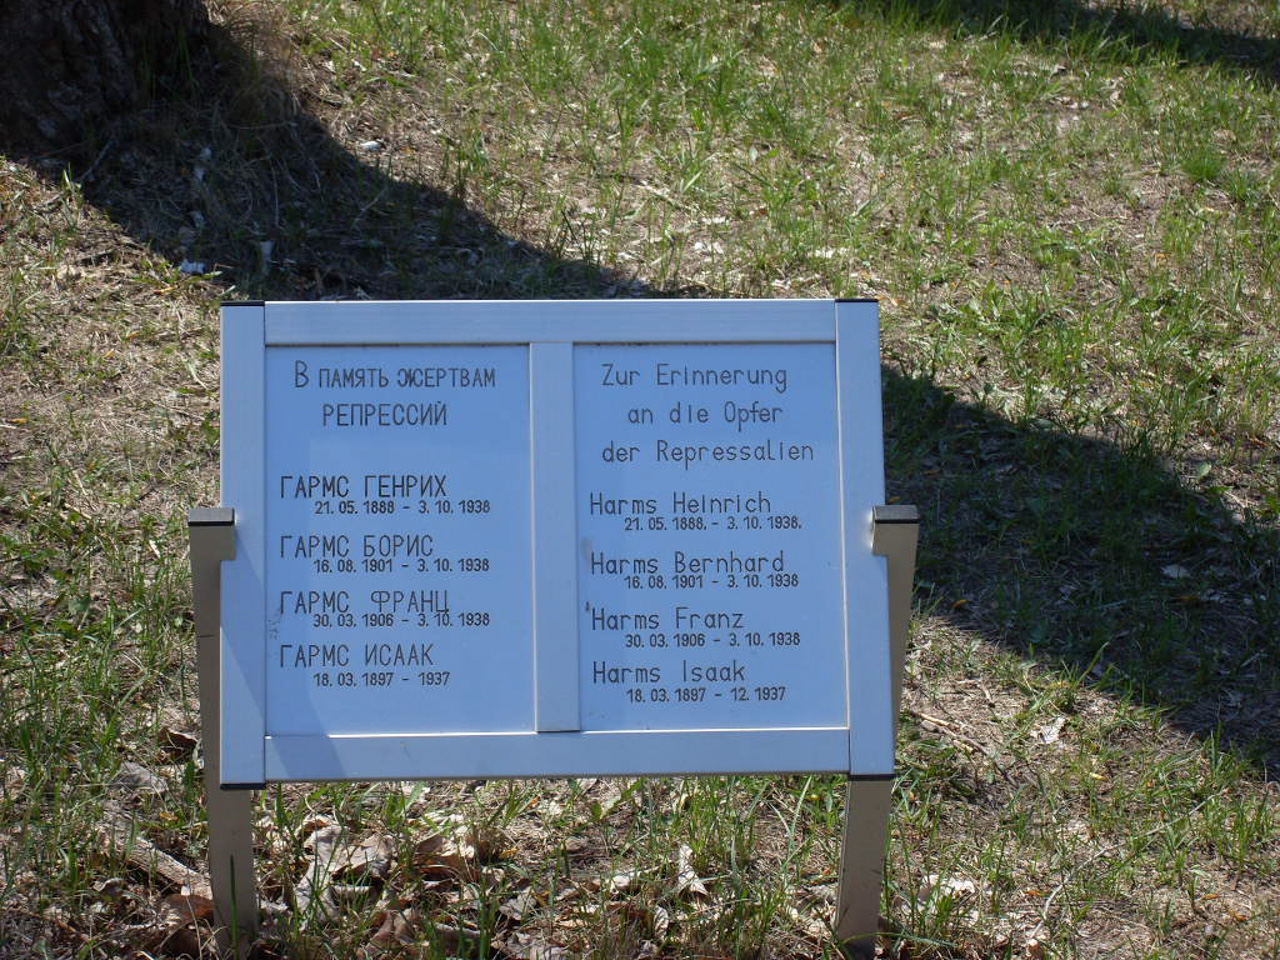 В ПАМЯТЬ ЖЕРТВАМ
РЕПРЕССИЙ
ГАРМС ГЕНРИХ
21. 05. 1888 - 3. 10. 1938
ГАРМС БОРИС
16. 08. 1901 - 3. 10. 1938
ГАРМС ФРАНЦ
30. 03. 1906 - 3. 10. 1938
ГАРМС ИСААК
18. 03. 1897 - 1937
Zur Erinnerung
an die Opfer
der Repressalien
Harms Heinrich
21. 05. 1888. - 3. 10. 1938.
Harms Bernhard
16. 08. 1901 - 3. 10. 1938
Harms Franz
30. 03. 1906 - 3. 10. 1938
Harms Isaak
18. 03. 1897 - 12. 1937